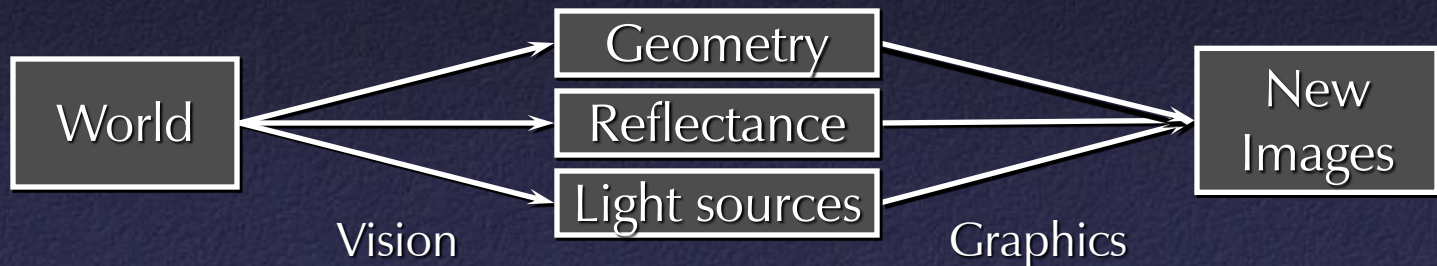 World
Geometry
Reflectance
Light sources
New
Images
Vision
Graphics